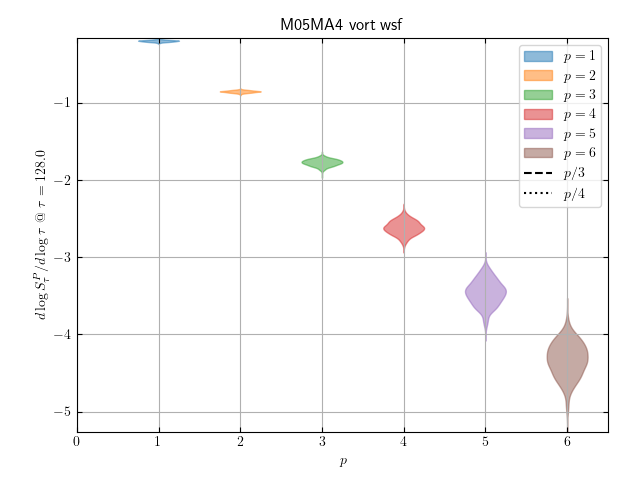 M05MA4 vort wsf
d log S_τ^P / d log τ @ τ = 128.0
−1
−2
−3
−4
−5
0 1 2 3 4 5 6
p
p = 1
p = 2
p = 3
p = 4
p = 5
p = 6
p/3
p/4